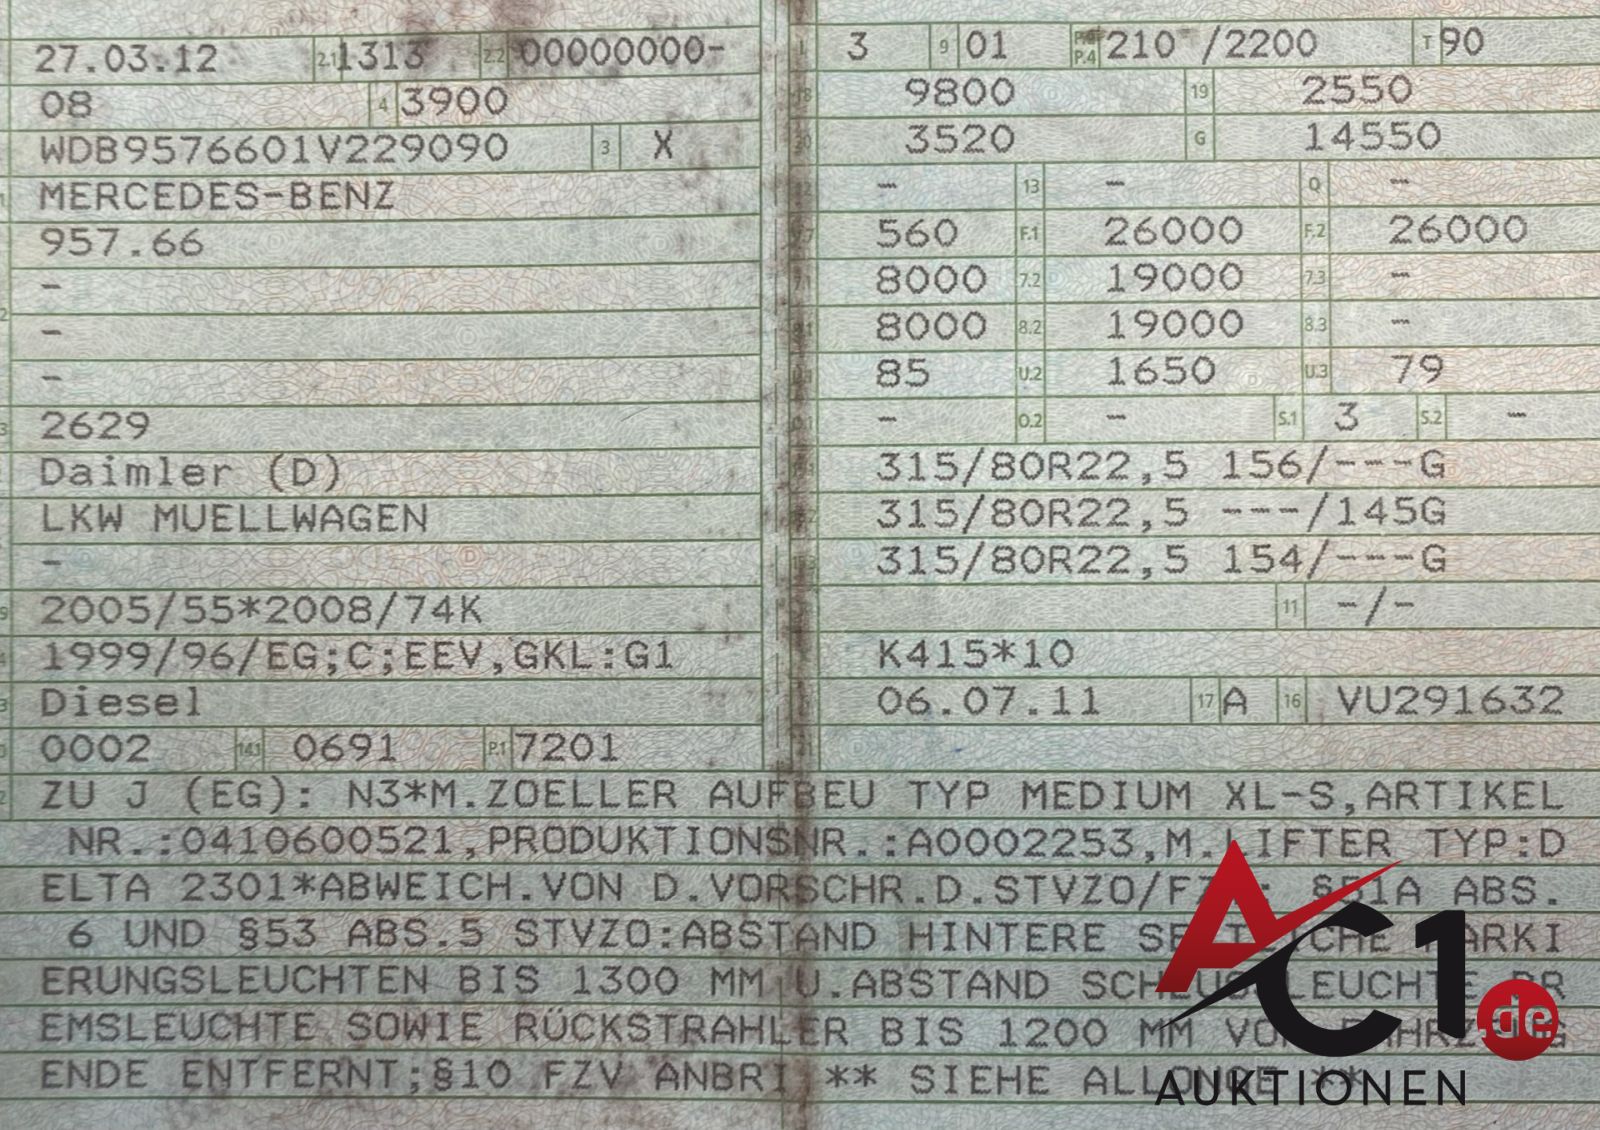 27.03.12 2.1 1313 2.2 00000000-
08 4 3900
WDB9576601V229090 3 X
MERCEDES-BENZ
957.66
-
-
-
2629
Daimler (D)
LKW MUELLWAGEN
-
2005/55*2008/74K
1999/96/EG;C;EEV,GKL:G1
Diesel
0002 14.1 0691 P.1 7201
3 9 01 P.4 210 /2200 T 90
18 9800 19 2550
20 3520 G 14550
- 13 - Q -
560 F.1 26000 F.2 26000
8000 7.2 19000 7.3 -
8000 8.2 19000 8.3 -
85 U.2 1650 U.3 79
- O.2 - S.1 3 S.2 -
315/80R22,5 156/---G
315/80R22,5 ---/145G
315/80R22,5 154/---G
11 -/-
K415*10
06.07.11 17 A 16 VU291632
ZU J (EG): N3*M.ZOELLER AUFBEU TYP MEDIUM XL-S,ARTIKEL
NR.:0410600521,PRODUKTIONSNR.:A0002253,M.LIFTER TYP:D
ELTA 2301*ABWEICH.VON D.VORSCHR.D.STVZO/FZV: §51A ABS.
6 UND §53 ABS.5 STVZO:ABSTAND HINTERE SEITLICHE MARKI
ERUNGSLEUCHTEN BIS 1300 MM U.ABSTAND SCHLUSSLEUCHTE BR
EMSLEUCHTE SOWIE RÜCKSTRAHLER BIS 1200 MM VOM FAHRZEUG
ENDE ENTFERNT;§10 FZV ANBRI ** SIEHE ALLONGE **
AC1.de
AUKTIONEN